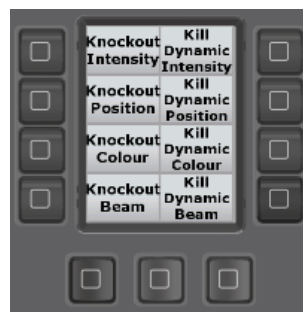 Knockout
Intensity
Kill
Dynamic
Intensity
Knockout
Position
Kill
Dynamic
Position
Knockout
Colour
Kill
Dynamic
Colour
Knockout
Beam
Kill
Dynamic
Beam